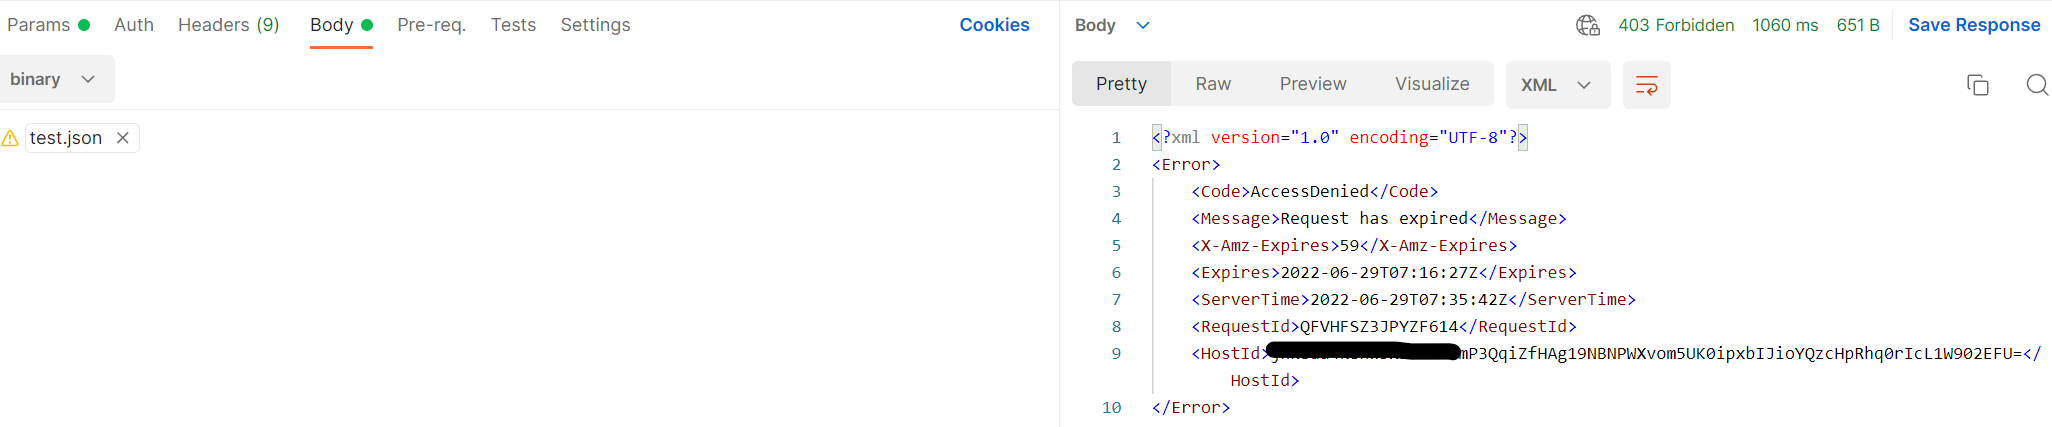 Params Auth Headers (9) Body Pre-req. Tests Settings Cookies
binary
test.json
Body 403 Forbidden 1060 ms 651 B Save Response
Pretty Raw Preview Visualize XML
1 <?xml version="1.0" encoding="UTF-8"?>
2 <Error>
3 <Code>AccessDenied</Code>
4 <Message>Request has expired</Message>
5 <X-Amz-Expires>59</X-Amz-Expires>
6 <Expires>2022-06-29T07:16:27Z</Expires>
7 <ServerTime>2022-06-29T07:35:42Z</ServerTime>
8 <RequestId>QFVHFSZ3JPYZF614</RequestId>
9 <HostId>mP3QqiZfHAg19NBNPWXvom5UK0ipxbIJioYQzcHpRhq0rIcL1W902EFU=</
HostId>
10 </Error>